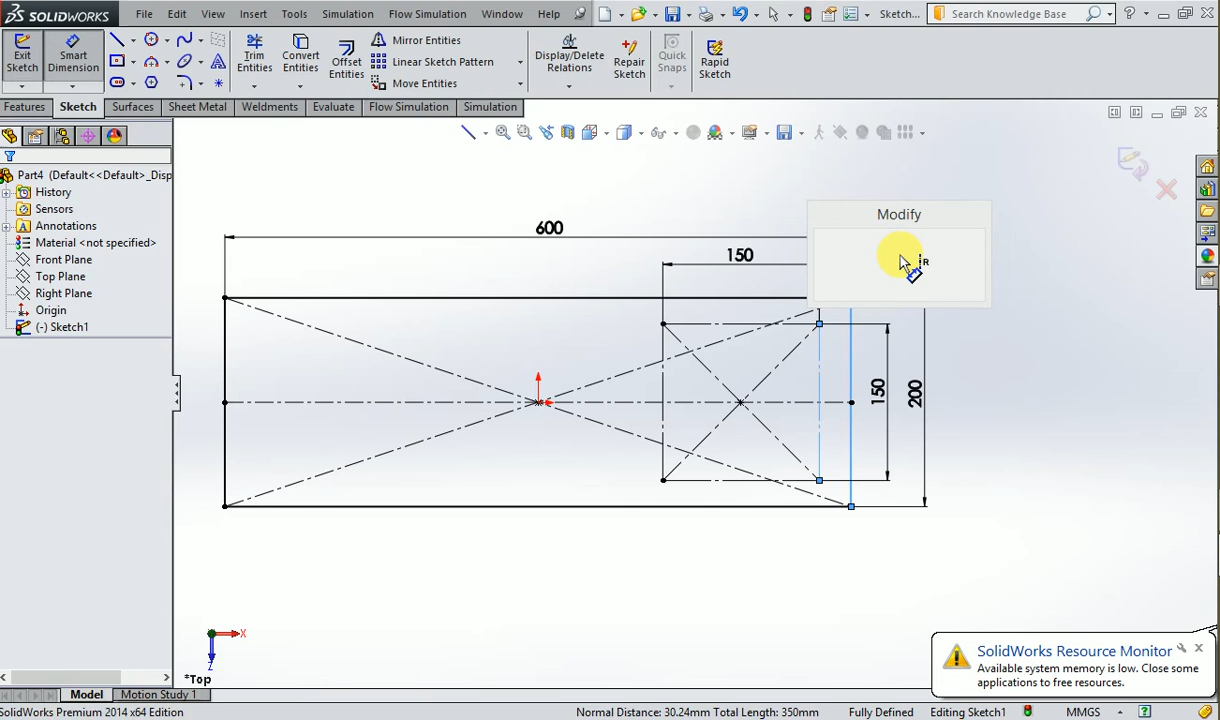 SOLIDWORKS File Edit View Insert Tools Simulation Flow Simulation Window Help Sketch... Search Knowledge Base ?
Exit Sketch
Smart Dimension
Trim Entities
Convert Entities
Offset Entities
Mirror Entities
Linear Sketch Pattern
Move Entities
Display/Delete Relations
Repair Sketch
Quick Snaps
Rapid Sketch
Features Sketch Surfaces Sheet Metal Weldments Evaluate Flow Simulation Simulation
Part4 (Default<<Default>_Disp
History
Sensors
Annotations
Material <not specified>
Front Plane
Top Plane
Right Plane
Origin
(-) Sketch1
Modify
R
600
150
150
200
X
Z
*Top
SolidWorks Resource Monitor
Available system memory is low. Close some
applications to free resources.
Model Motion Study 1
SolidWorks Premium 2014 x64 Edition Normal Distance: 30.24mm Total Length: 350mm Fully Defined Editing Sketch1 MMGS ?